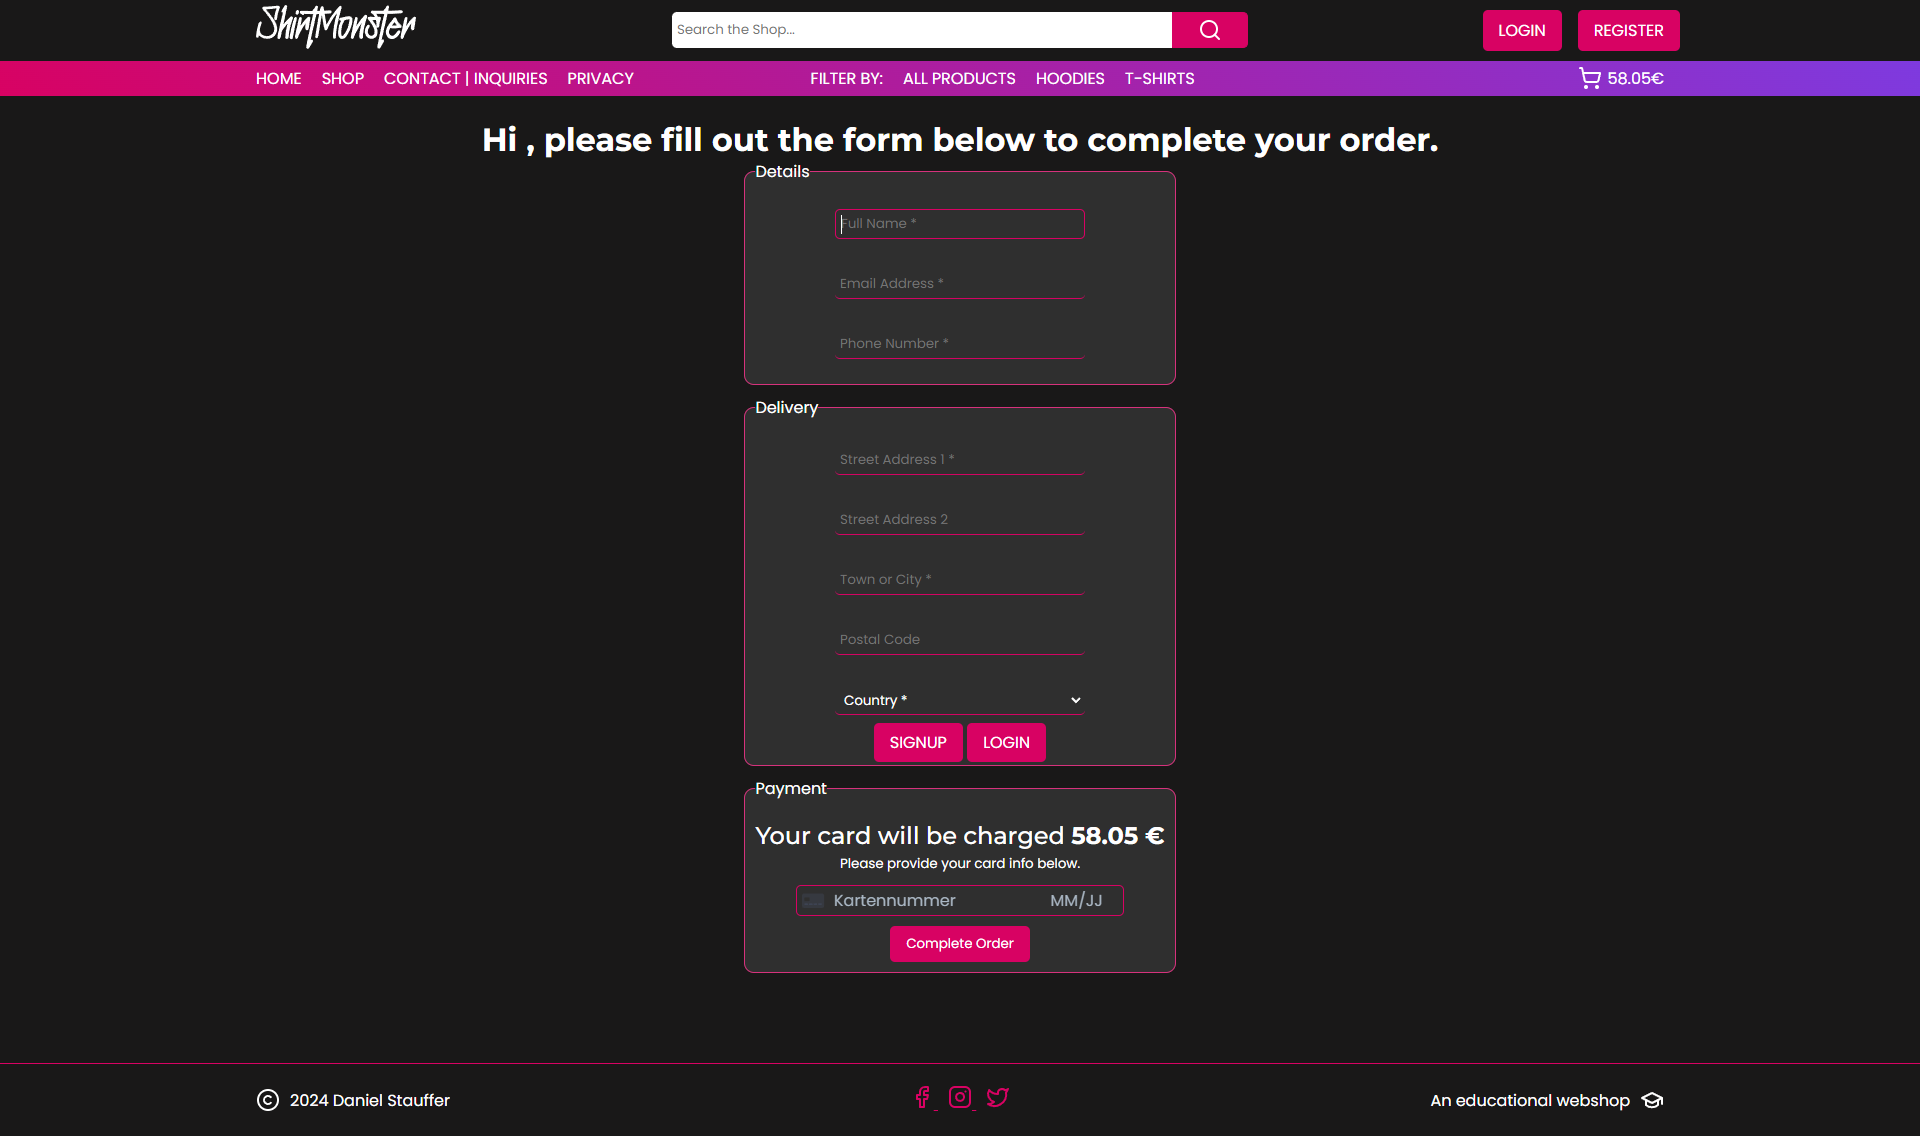 ShirtMonster
Search the Shop...
LOGIN
REGISTER
HOME
SHOP
CONTACT | INQUIRIES
PRIVACY
FILTER BY:
ALL PRODUCTS
HOODIES
T-SHIRTS
58.05€
Hi , please fill out the form below to complete your order.
Details
Full Name *
Email Address *
Phone Number *
Delivery
Street Address 1 *
Street Address 2
Town or City *
Postal Code
Country *
SIGNUP
LOGIN
Payment
Your card will be charged 58.05 €
Please provide your card info below.
Kartennummer
MM/JJ
Complete Order
© 2024 Daniel Stauffer
An educational webshop